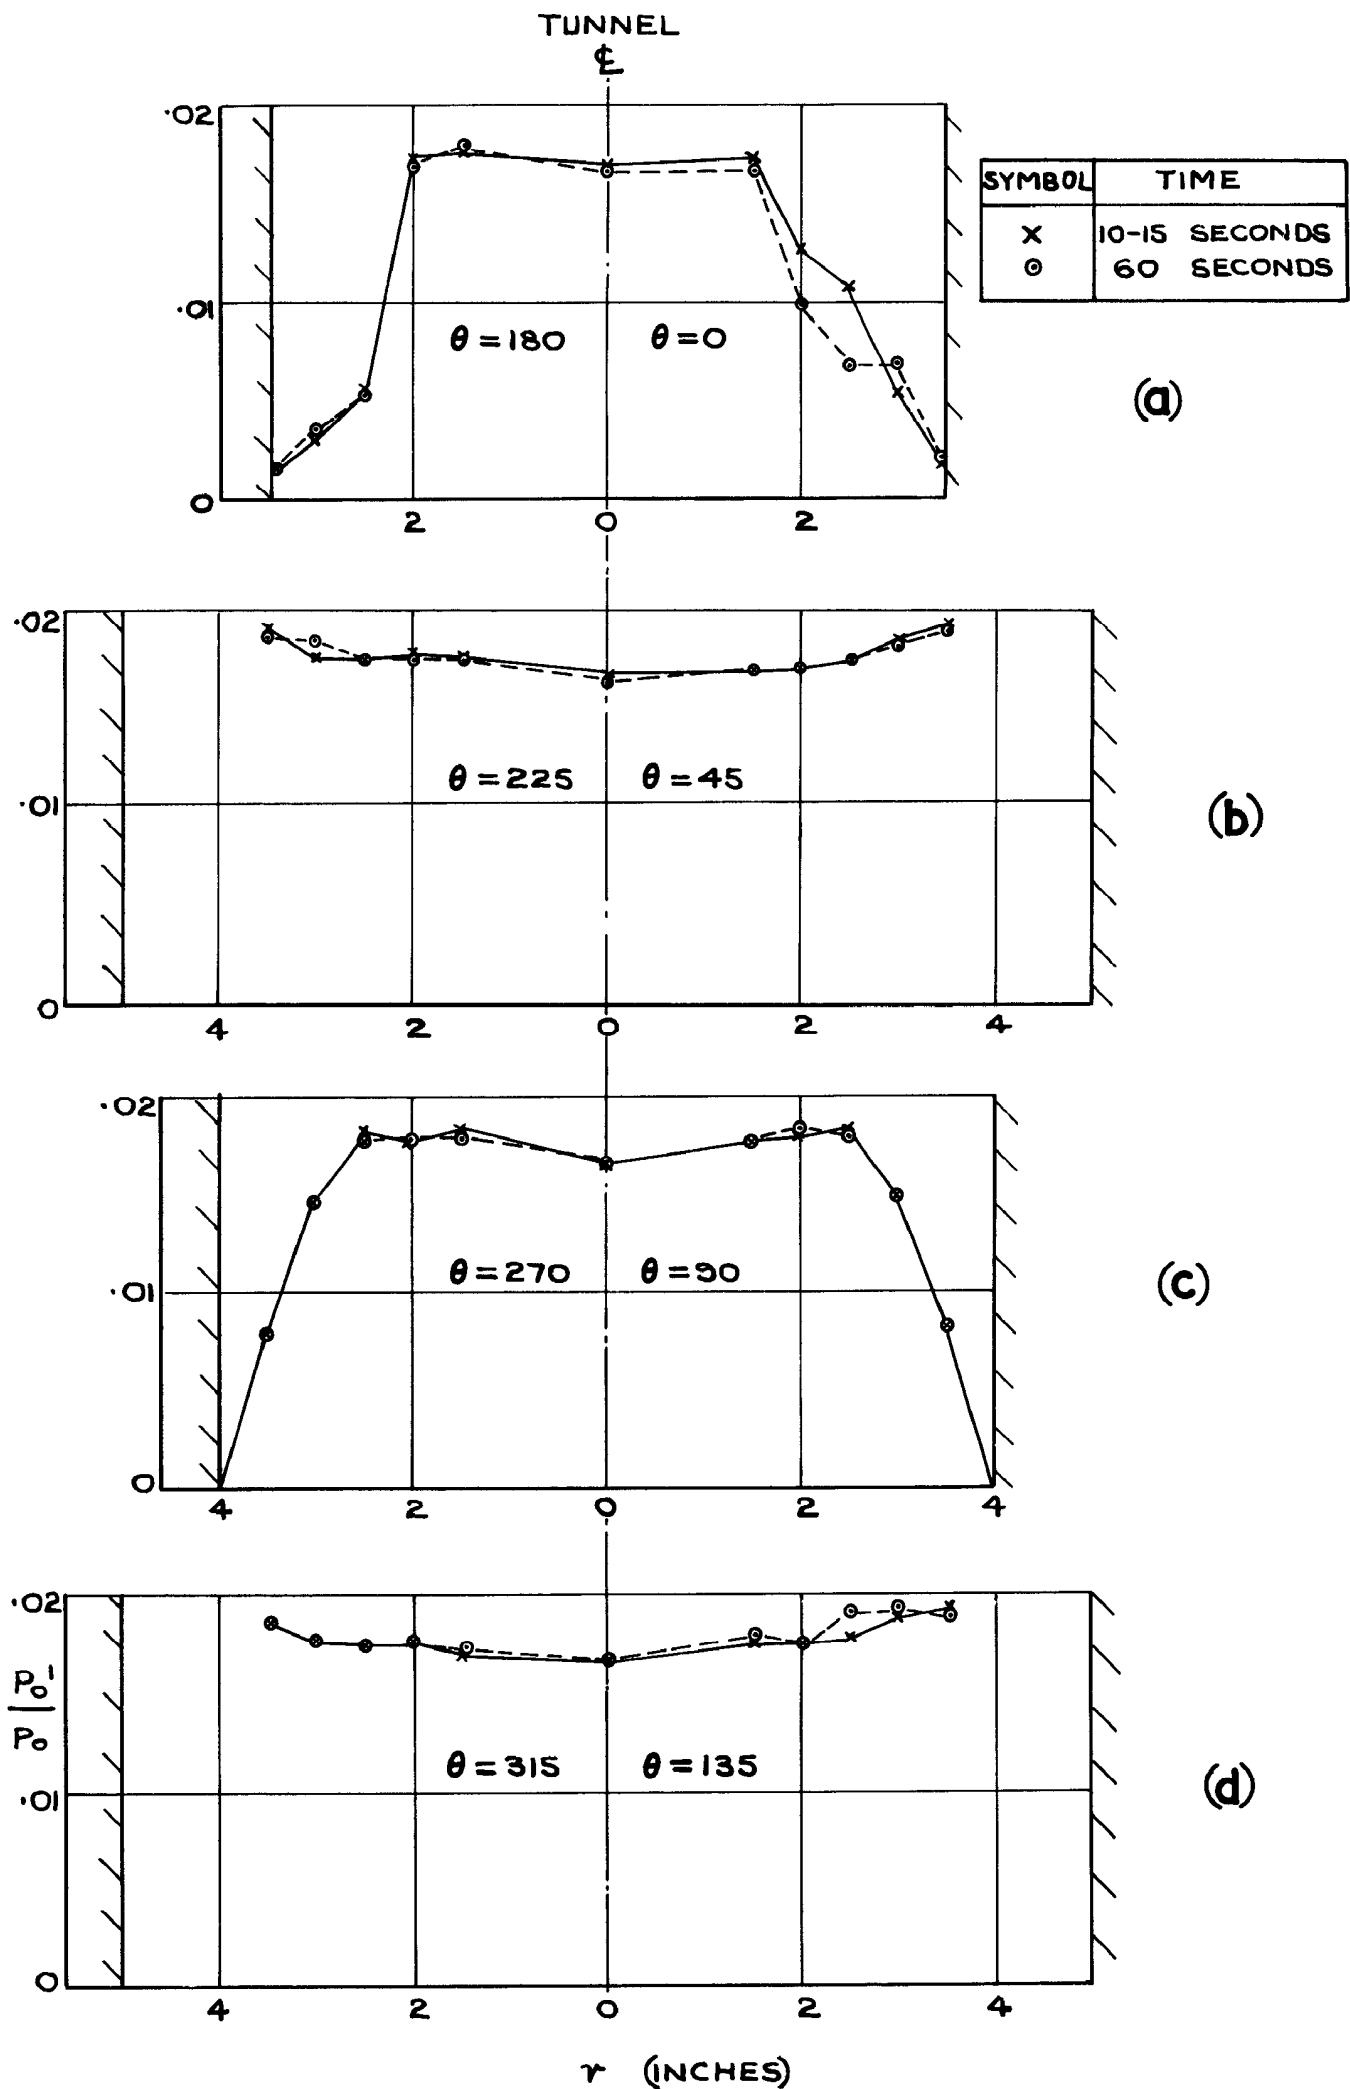 TUNNEL
℄
.02
SYMBOL TIME
× 10-15 SECONDS
⊙ 60 SECONDS
.01
θ = 180 θ = 0
(a)
0
2 0 2
.02
θ = 225 θ = 45
.01
(b)
0
4 2 0 2 4
.02
θ = 270 θ = 90
(c)
.01
0
4 2 0 2 4
.02
P₀'
P₀
θ = 315 θ = 135
(d)
.01
0
4 2 0 2 4
r (INCHES)